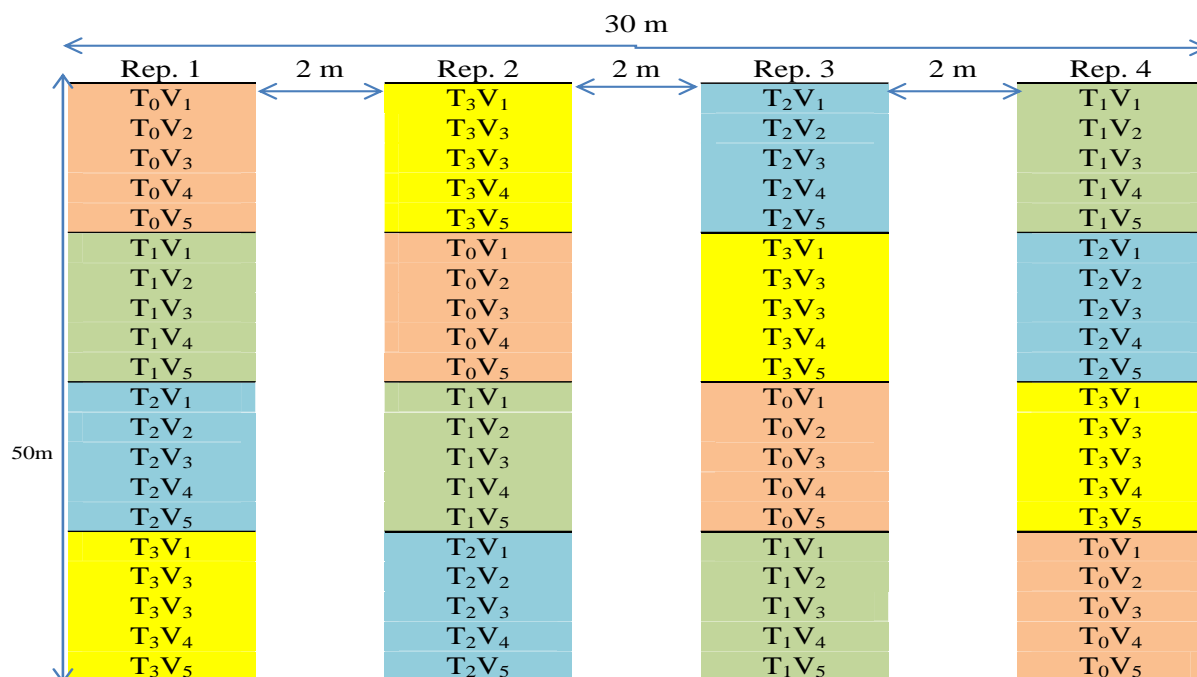 30 m
Rep. 1 2 m Rep. 2 2 m Rep. 3 2 m Rep. 4
T₀V₁ T₃V₁ T₂V₁ T₁V₁
T₀V₂ T₃V₃ T₂V₂ T₁V₂
T₀V₃ T₃V₃ T₂V₃ T₁V₃
T₀V₄ T₃V₄ T₂V₄ T₁V₄
T₀V₅ T₃V₅ T₂V₅ T₁V₅
T₁V₁ T₀V₁ T₃V₁ T₂V₁
T₁V₂ T₀V₂ T₃V₃ T₂V₂
T₁V₃ T₀V₃ T₃V₃ T₂V₃
T₁V₄ T₀V₄ T₃V₄ T₂V₄
T₁V₅ T₀V₅ T₃V₅ T₂V₅
T₂V₁ T₁V₁ T₀V₁ T₃V₁
T₂V₂ T₁V₂ T₀V₂ T₃V₃
50m T₂V₃ T₁V₃ T₀V₃ T₃V₃
T₂V₄ T₁V₄ T₀V₄ T₃V₄
T₂V₅ T₁V₅ T₀V₅ T₃V₅
T₃V₁ T₂V₁ T₁V₁ T₀V₁
T₃V₃ T₂V₂ T₁V₂ T₀V₂
T₃V₃ T₂V₃ T₁V₃ T₀V₃
T₃V₄ T₂V₄ T₁V₄ T₀V₄
T₃V₅ T₂V₅ T₁V₅ T₀V₅